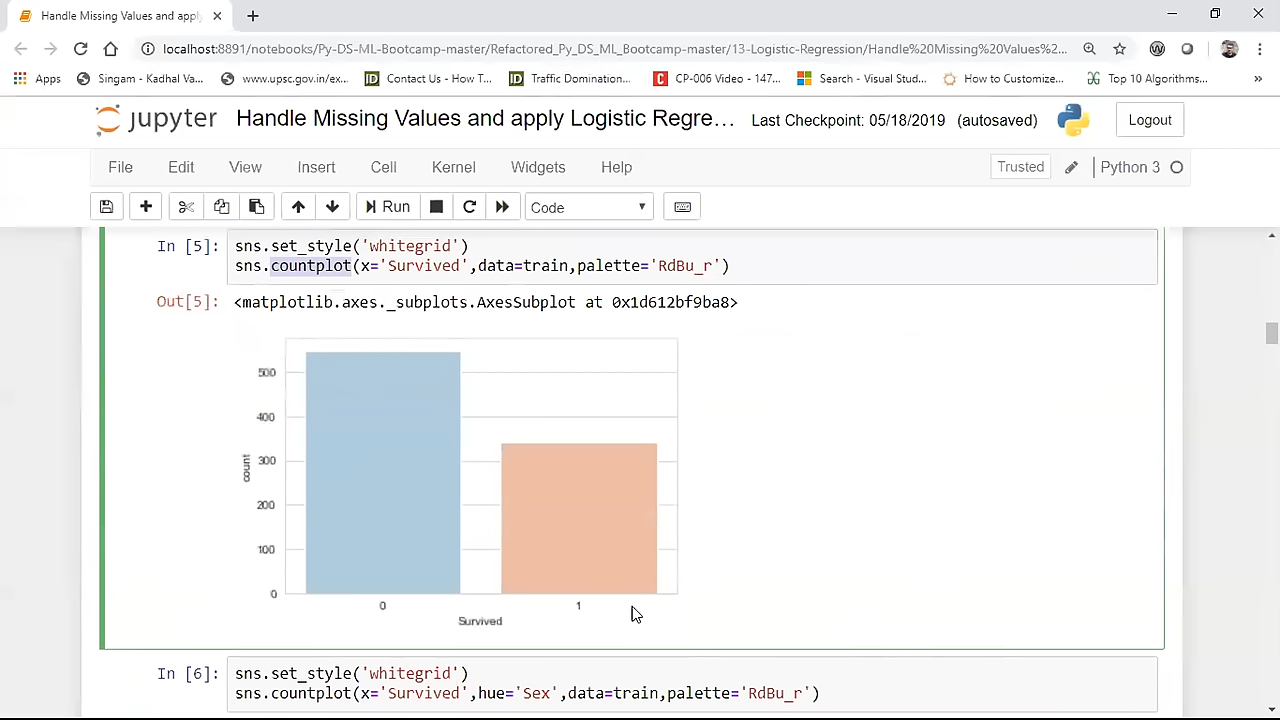 Handle Missing Values and apply
localhost:8891/notebooks/Py-DS-ML-Bootcamp-master/Refactored_Py_DS_ML_Bootcamp-master/13-Logistic-Regression/Handle%20Missing%20Values%2...
Apps Singam - Kadhal Va... www.upsc.gov.in/ex... Contact Us - How T... Traffic Domination... CP-006 Video - 147... Search - Visual Stud... How to Customize... Top 10 Algorithms... »
jupyter Handle Missing Values and apply Logistic Regre... Last Checkpoint: 05/18/2019 (autosaved) Logout
File Edit View Insert Cell Kernel Widgets Help Trusted Python 3
Run Code
In [5]: sns.set_style('whitegrid')
sns.countplot(x='Survived',data=train,palette='RdBu_r')
Out[5]: <matplotlib.axes._subplots.AxesSubplot at 0x1d612bf9ba8>
500
400
count
300
200
100
0
0 1
Survived
In [6]: sns.set_style('whitegrid')
sns.countplot(x='Survived',hue='Sex',data=train,palette='RdBu_r')